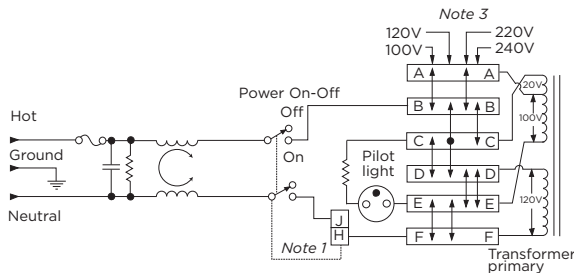 Note 3
120V
220V
100V
240V
A
A
20V
Power On-Off
Off
B
B
100V
Hot
C
C
Ground
On
Pilot
light
D
D
120V
E
E
Neutral
J
H
Note 1
F
F
Transformer
primary